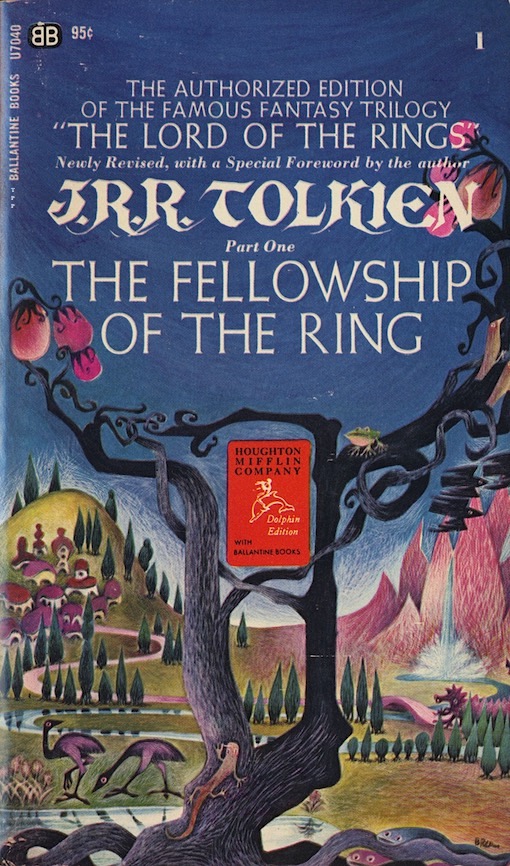 U7040
BALLANTINE BOOKS
BB
95¢
1
THE AUTHORIZED EDITION
OF THE FAMOUS FANTASY TRILOGY
"THE LORD OF THE RINGS"
Newly Revised, with a Special Foreword by the author
J.R.R. TOLKIEN
Part One
THE FELLOWSHIP
OF THE RING
HOUGHTON
MIFFLIN
COMPANY
Dolphin
Edition
WITH
BALLANTINE BOOKS